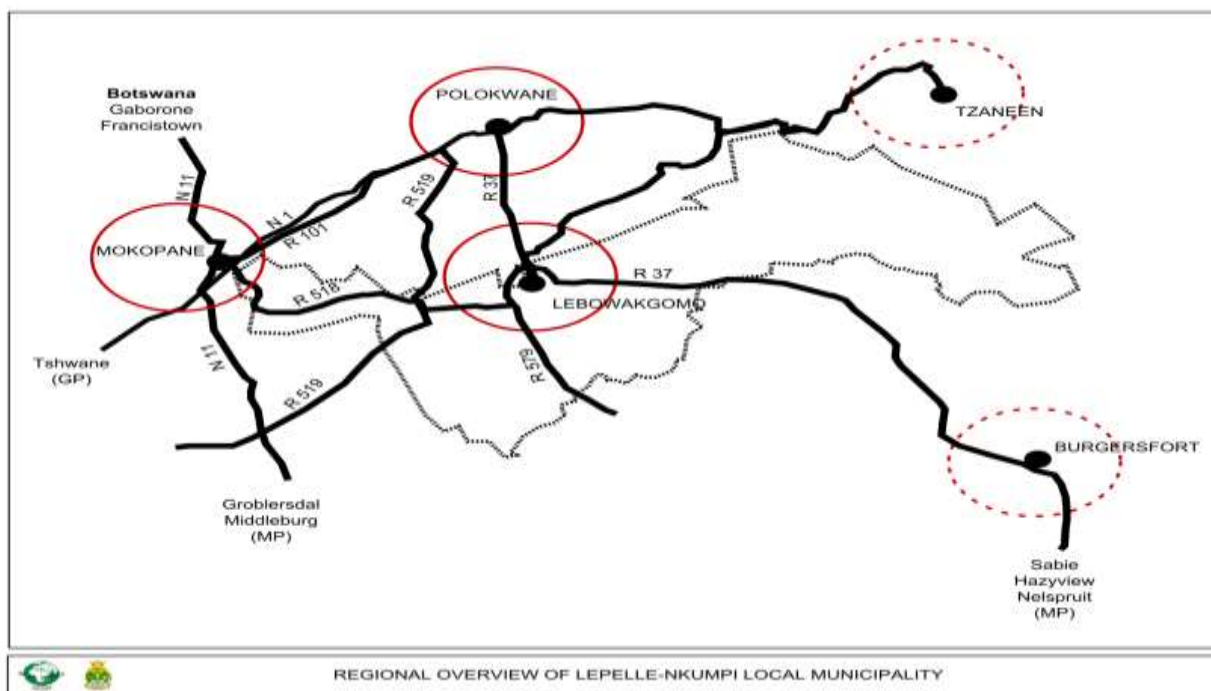 POLOKWANE
TZANEEN
Botswana
Gaborone
Francistown
N 11
R 519
R 37
N 1
R 101
MOKOPANE
R 518
R 37
LEBOWAKGOMO
Tshwane
(GP)
N 11
R 579
R 519
BURGERSFORT
Groblersdal
Middleburg
(MP)
Sabie
Hazyview
Nelspruit
(MP)
REGIONAL OVERVIEW OF LEPELLE-NKUMPI LOCAL MUNICIPALITY